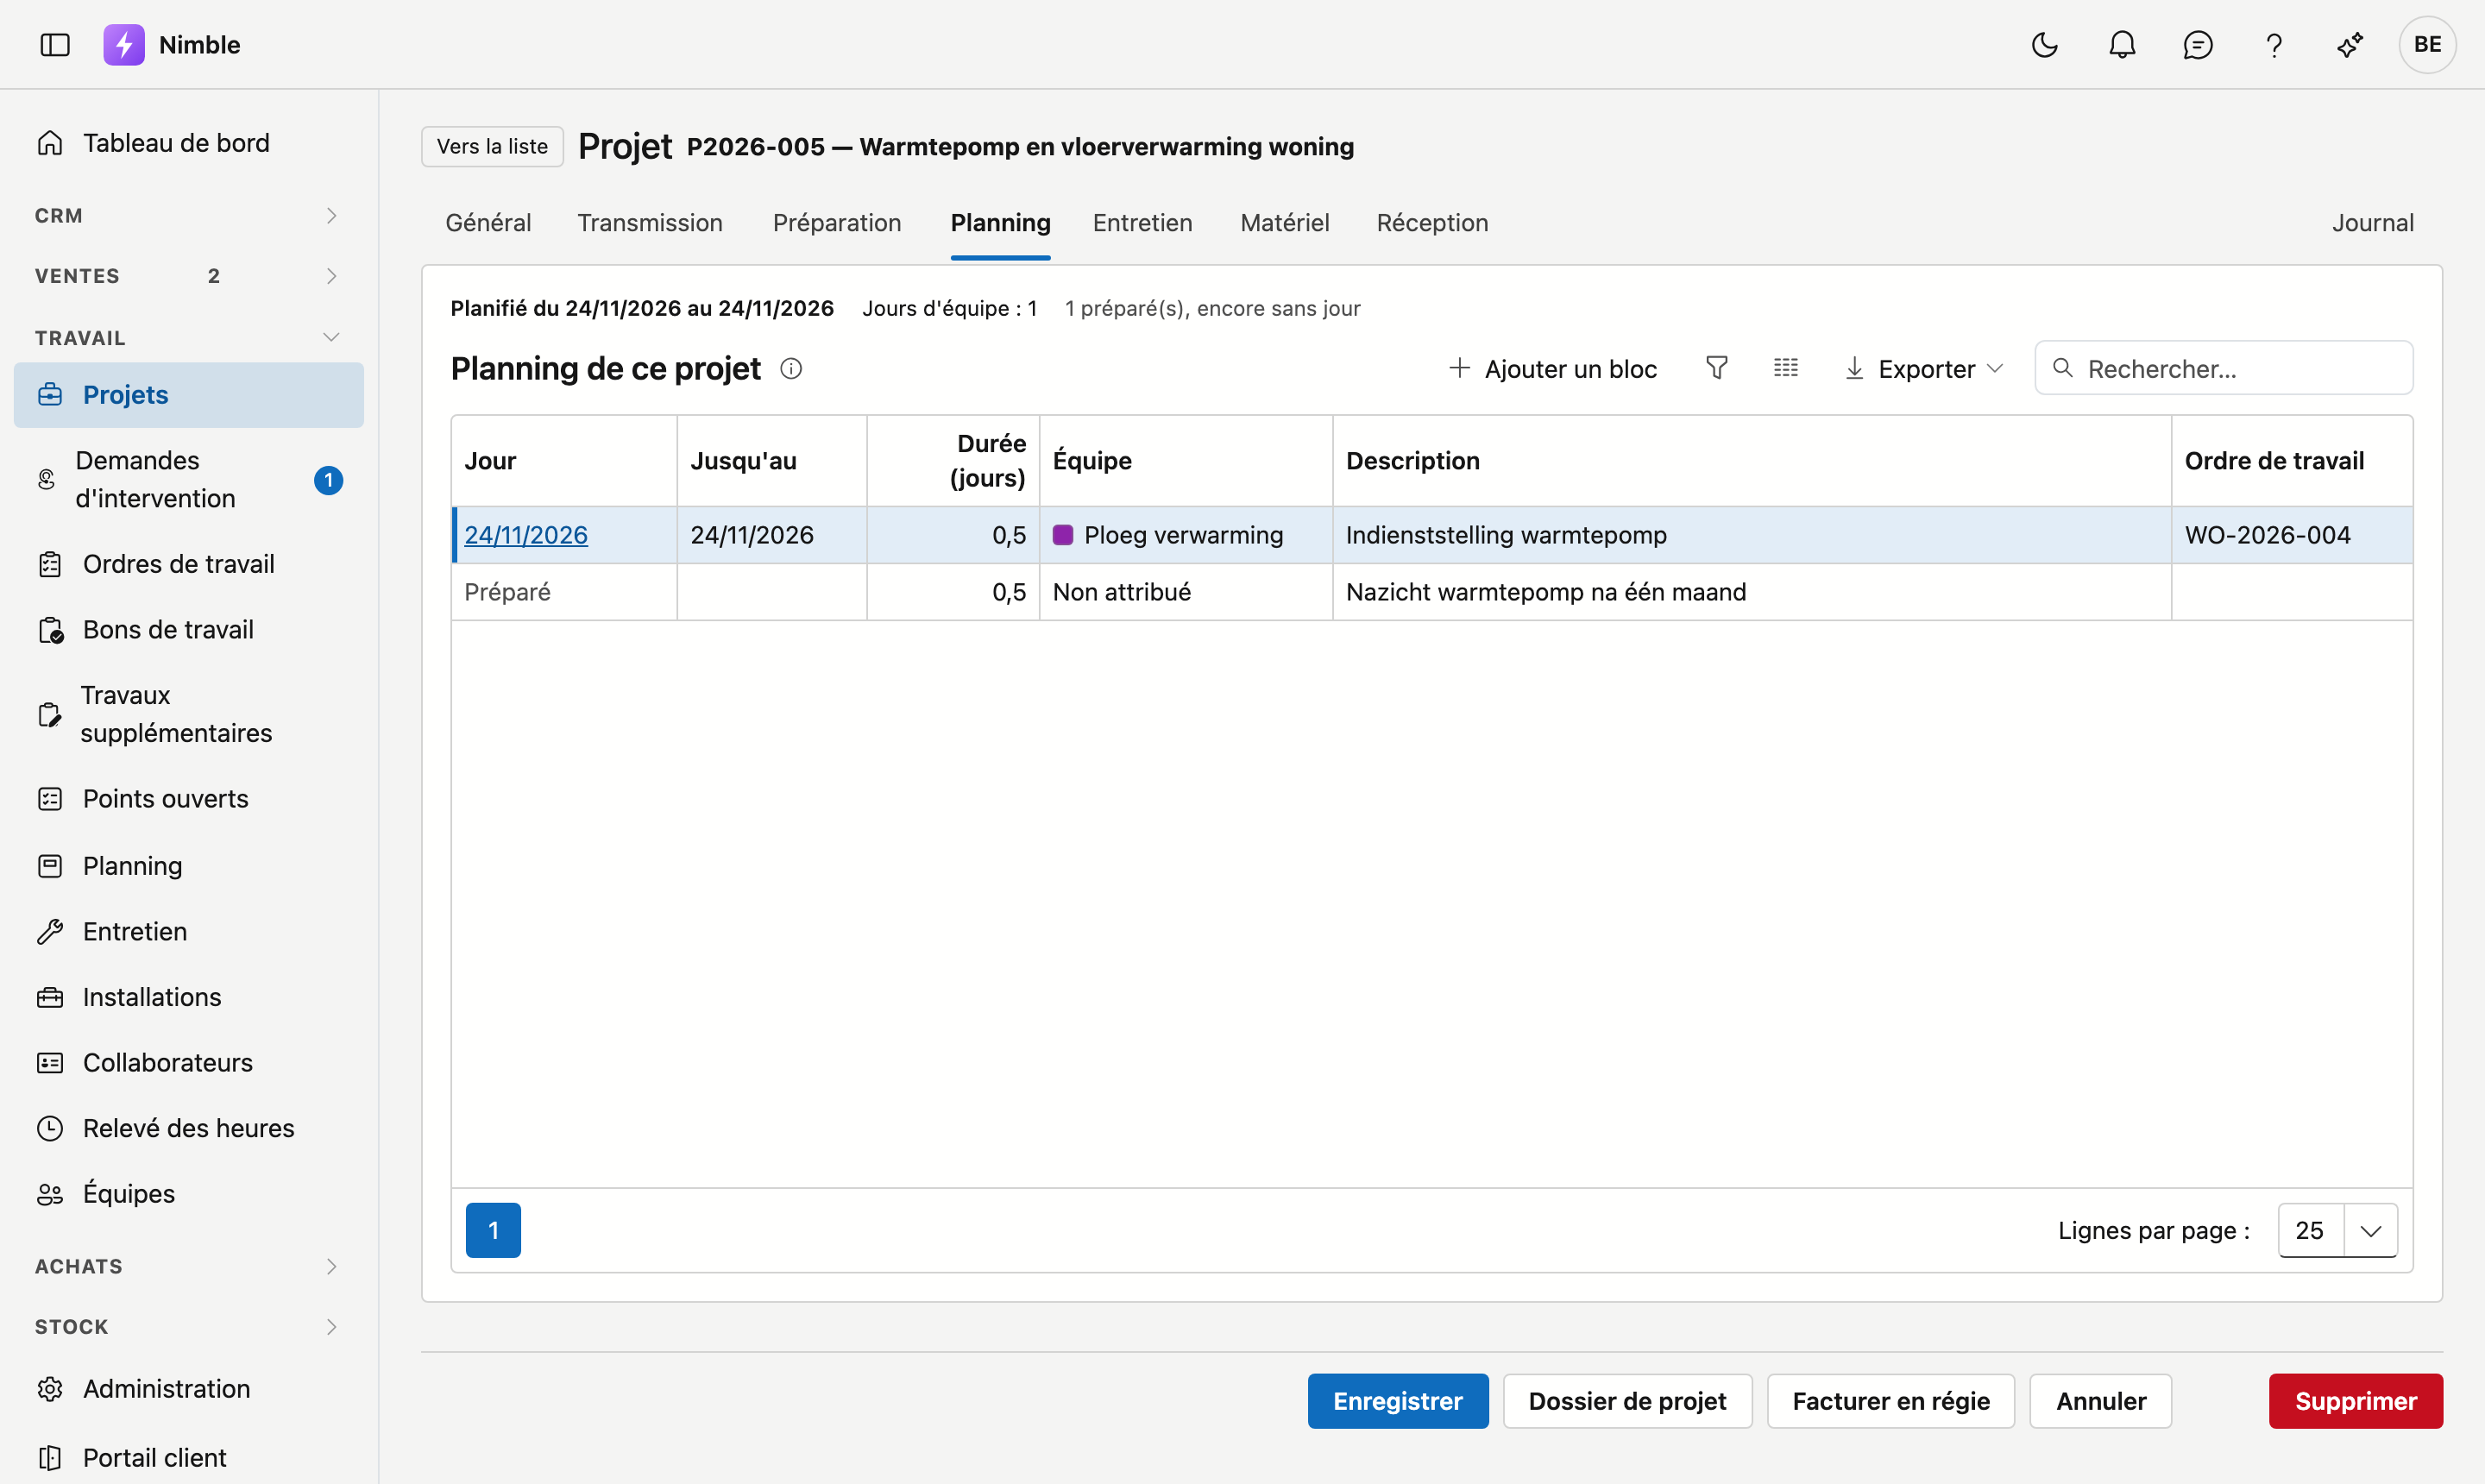 Nimble
BE
Tableau de bord
CRM
VENTES 2
TRAVAIL
Projets
Demandes
d'intervention
1
Ordres de travail
Bons de travail
Travaux
supplémentaires
Points ouverts
Planning
Entretien
Installations
Collaborateurs
Relevé des heures
Équipes
ACHATS
STOCK
Administration
Portail client
Vers la liste Projet P2026-005 — Warmtepomp en vloerverwarming woning
Général Transmission Préparation Planning Entretien Matériel Réception Journal
Planifié du 24/11/2026 au 24/11/2026 Jours d'équipe : 1 1 préparé(s), encore sans jour
Planning de ce projet Ajouter un bloc Exporter Rechercher...
Jour Jusqu'au Durée (jours) Équipe Description Ordre de travail
24/11/2026 24/11/2026 0,5 Ploeg verwarming Indienststelling warmtepomp WO-2026-004
Préparé 0,5 Non attribué Nazicht warmtepomp na één maand
1 Lignes par page : 25
Enregistrer Dossier de projet Facturer en régie Annuler Supprimer